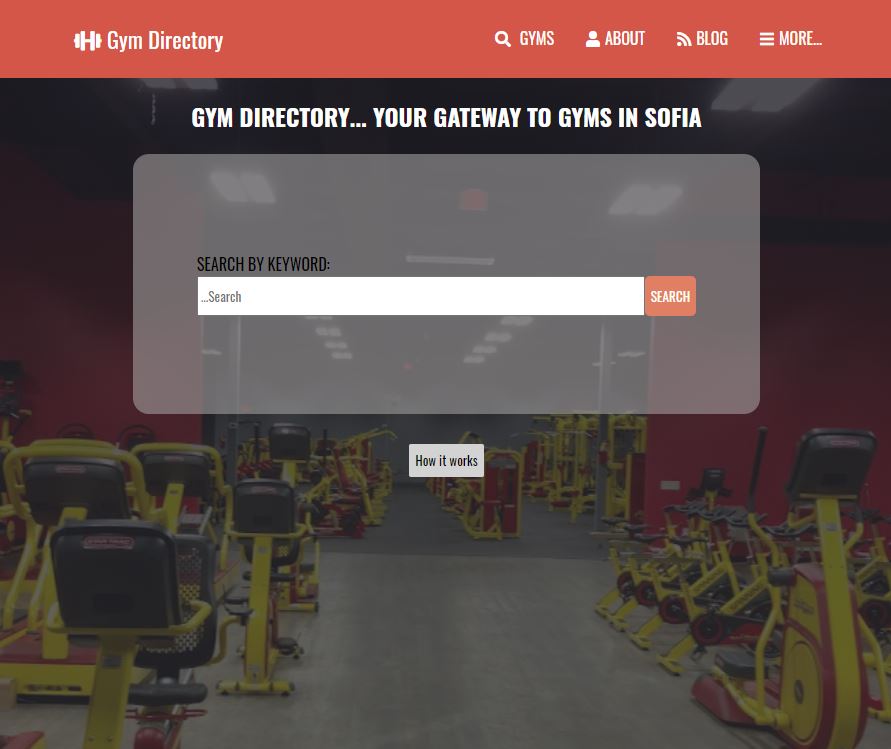 Gym Directory
GYMS
ABOUT
BLOG
MORE...
GYM DIRECTORY... YOUR GATEWAY TO GYMS IN SOFIA
SEARCH BY KEYWORD:
...Search
SEARCH
How it works